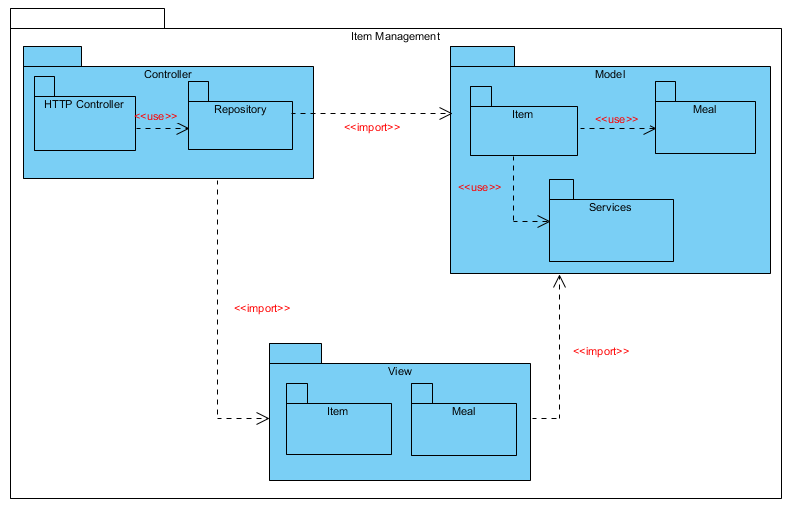 Item Management
Controller
Model
HTTP Controller
Repository
<<use>>
<<import>>
Item
Meal
<<use>>
<<use>>
Services
<<import>>
<<import>>
View
Item
Meal